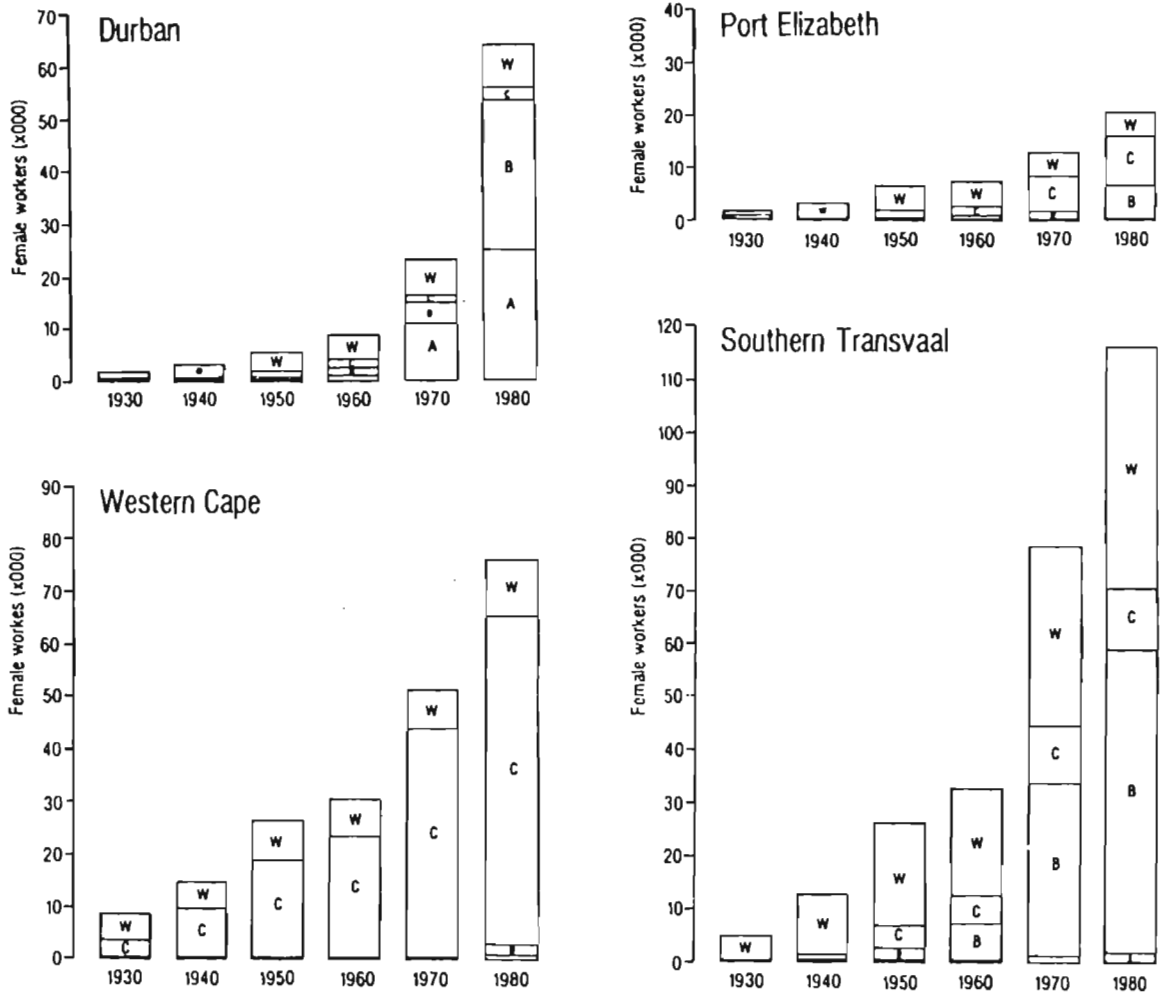 Durban
Female workers (x000)
70
60
50
40
30
20
10
0
W
W
B
A
W
A
W
W
1930 1940 1950 1960 1970 1980
Port Elizabeth
Female workers (x000)
40
30
20
10
0
W
C
B
W
C
W
W
W
1930 1940 1950 1960 1970 1980
Western Cape
Female workes (x000)
90
80
70
60
50
40
30
20
10
0
W
C
W
C
W
C
W
C
W
C
W
C
1930 1940 1950 1960 1970 1980
Southern Transvaal
Female workers (x000)
120
110
100
90
80
70
60
50
40
30
20
10
0
W
C
B
W
C
B
W
C
B
W
C
W
W
1930 1940 1950 1960 1970 1980